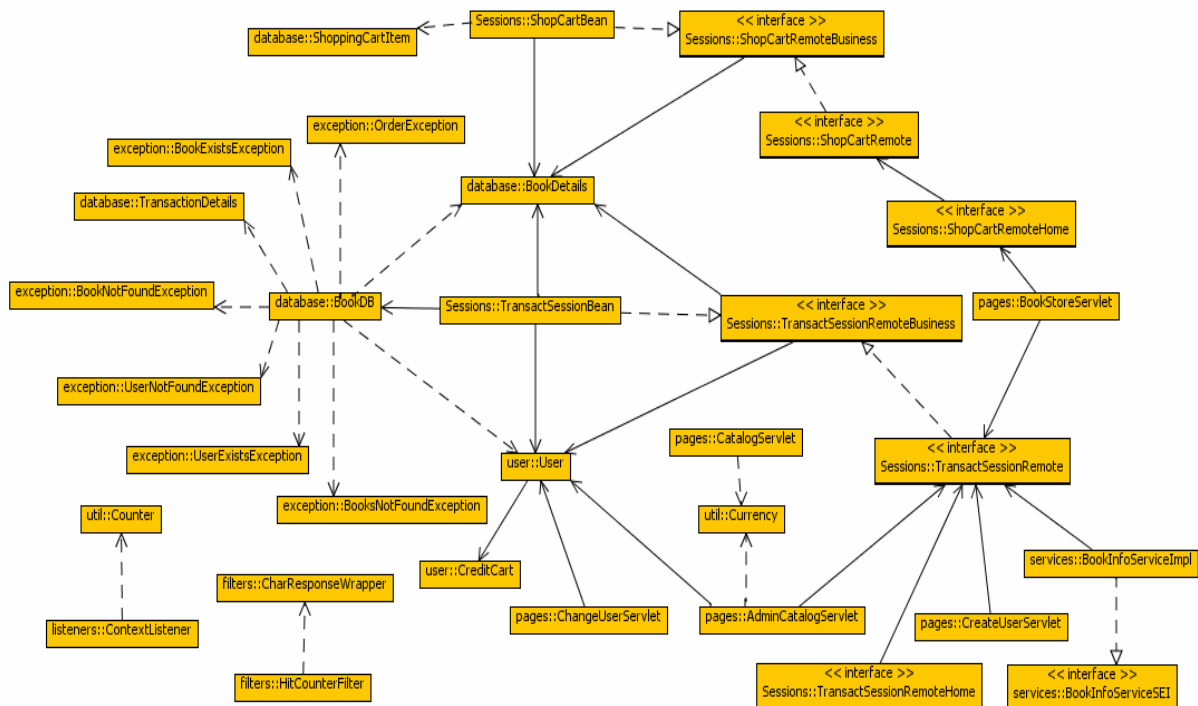 Sessions::ShopCartBean
<< interface >>
Sessions::ShopCartRemoteBusiness
database::ShoppingCartItem
exception::OrderException
<< interface >>
Sessions::ShopCartRemote
exception::BookExistsException
database::BookDetails
database::TransactionDetails
<< interface >>
Sessions::ShopCartRemoteHome
exception::BookNotFoundException
database::BookDB
Sessions::TransactSessionBean
<< interface >>
Sessions::TransactSessionRemoteBusiness
pages::BookStoreServlet
exception::UserNotFoundException
exception::UserExistsException
user::User
pages::CatalogServlet
<< interface >>
Sessions::TransactSessionRemote
exception::BooksNotFoundException
util::Counter
util::Currency
user::CreditCart
services::BookInfoServiceImpl
filters::CharResponseWrapper
listeners::ContextListener
pages::ChangeUserServlet
pages::AdminCatalogServlet
pages::CreateUserServlet
filters::HitCounterFilter
<< interface >>
Sessions::TransactSessionRemoteHome
<< interface >>
services::BookInfoServiceSEI